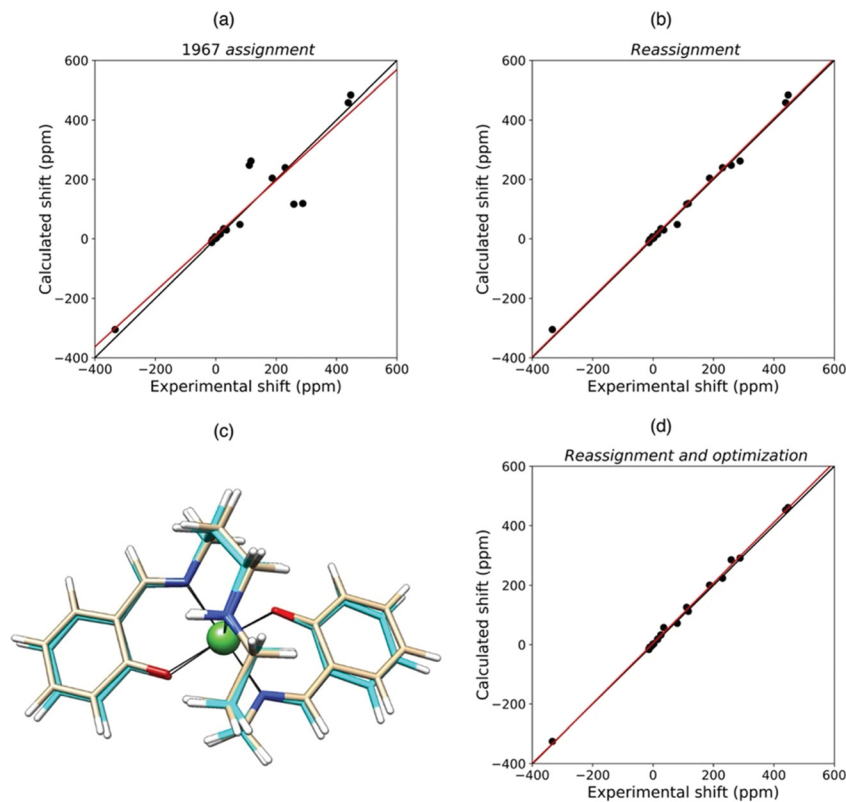 (a)
1967 assignment
600
400
200
0
−200
−400
−400 −200 0 200 400 600
Calculated shift (ppm)
Experimental shift (ppm)
(b)
Reassignment
600
400
200
0
−200
−400
−400 −200 0 200 400 600
Calculated shift (ppm)
Experimental shift (ppm)
(c)
(d)
Reassignment and optimization
600
400
200
0
−200
−400
−400 −200 0 200 400 600
Calculated shift (ppm)
Experimental shift (ppm)